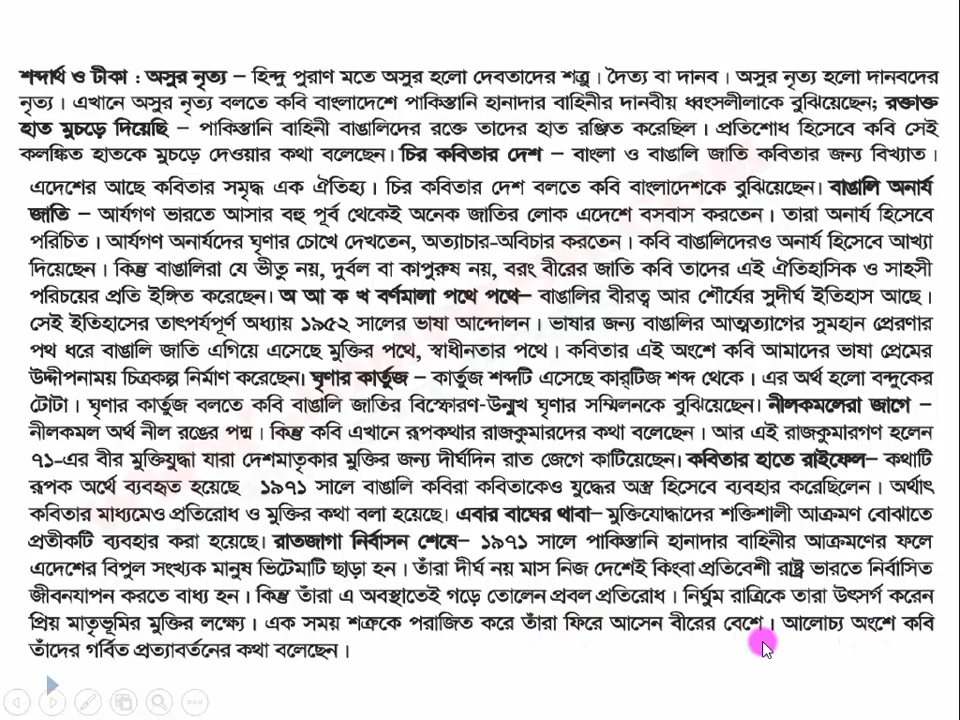 শব্দার্থ ও টীকা : অসুর নৃত্য – হিন্দু পুরাণ মতে অসুর হলো দেবতাদের শত্রু। দৈত্য বা দানব। অসুর নৃত্য হলো দানবদের
নৃত্য। এখানে অসুর নৃত্য বলতে কবি বাংলাদেশে পাকিস্তানি হানাদার বাহিনীর দানবীয় ধ্বংসলীলাকে বুঝিয়েছেন; রক্তাক্ত
হাত মুচড়ে দিয়েছি – পাকিস্তানি বাহিনী বাঙালিদের রক্তে তাদের হাত রঞ্জিত করেছিল। প্রতিশোধ হিসেবে কবি সেই
কলঙ্কিত হাতকে মুচড়ে দেওয়ার কথা বলেছেন। চির কবিতার দেশ – বাংলা ও বাঙালি জাতি কবিতার জন্য বিখ্যাত।
এদেশের আছে কবিতার সমৃদ্ধ এক ঐতিহ্য। চির কবিতার দেশ বলতে কবি বাংলাদেশকে বুঝিয়েছেন। বাঙালি অনার্য
জাতি – আর্যগণ ভারতে আসার বহু পূর্ব থেকেই অনেক জাতির লোক এদেশে বসবাস করতেন। তারা অনার্য হিসেবে
পরিচিত। আর্যগণ অনার্যদের ঘৃণার চোখে দেখতেন, অত্যাচার-অবিচার করতেন। কবি বাঙালিদেরও অনার্য হিসেবে আখ্যা
দিয়েছেন। কিন্তু বাঙালিরা যে ভীতু নয়, দুর্বল বা কাপুরুষ নয়, বরং বীরের জাতি কবি তাদের এই ঐতিহাসিক ও সাহসী
পরিচয়ের প্রতি ইঙ্গিত করেছেন। অ আ ক খ বর্ণমালা পথে পথে– বাঙালির বীরত্ব আর শৌর্যের সুদীর্ঘ ইতিহাস আছে।
সেই ইতিহাসের তাৎপর্যপূর্ণ অধ্যায় ১৯৫২ সালের ভাষা আন্দোলন। ভাষার জন্য বাঙালির আত্মত্যাগের সুমহান প্রেরণার
পথ ধরে বাঙালি জাতি এগিয়ে এসেছে মুক্তির পথে, স্বাধীনতার পথে। কবিতার এই অংশে কবি আমাদের ভাষা প্রেমের
উদ্দীপনাময় চিত্রকল্প নির্মাণ করেছেন। ঘৃণার কার্তুজ – কার্তুজ শব্দটি এসেছে কার্‌টিজ শব্দ থেকে। এর অর্থ হলো বন্দুকের
টোটা। ঘৃণার কার্তুজ বলতে কবি বাঙালি জাতির বিস্ফোরণ-উন্মুখ ঘৃণার সম্মিলনকে বুঝিয়েছেন। নীলকমলেরা জাগে –
নীলকমল অর্থ নীল রঙের পদ্ম। কিন্তু কবি এখানে রূপকথার রাজকুমারদের কথা বলেছেন। আর এই রাজকুমারগণ হলেন
৭১-এর বীর মুক্তিযুদ্ধা যারা দেশমাতৃকার মুক্তির জন্য দীর্ঘদিন রাত জেগে কাটিয়েছেন। কবিতার হাতে রাইফেল– কথাটি
রূপক অর্থে ব্যবহৃত হয়েছে ১৯৭১ সালে বাঙালি কবিরা কবিতাকেও যুদ্ধের অস্ত্র হিসেবে ব্যবহার করেছিলেন। অর্থাৎ
কবিতার মাধ্যমেও প্রতিরোধ ও মুক্তির কথা বলা হয়েছে। এবার বাঘের থাবা– মুক্তিযোদ্ধাদের শক্তিশালী আক্রমণ বোঝাতে
প্রতীকটি ব্যবহার করা হয়েছে। রাতজাগা নির্বাসন শেষে– ১৯৭১ সালে পাকিস্তানি হানাদার বাহিনীর আক্রমণের ফলে
এদেশের বিপুল সংখ্যক মানুষ ভিটেমাটি ছাড়া হন। তাঁরা দীর্ঘ নয় মাস নিজ দেশেই কিংবা প্রতিবেশী রাষ্ট্র ভারতে নির্বাসিত
জীবনযাপন করতে বাধ্য হন। কিন্তু তাঁরা এ অবস্থাতেই গড়ে তোলেন প্রবল প্রতিরোধ। নির্ঘুম রাত্রিকে তারা উৎসর্গ করেন
প্রিয় মাতৃভূমির মুক্তির লক্ষ্যে। এক সময় শত্রুকে পরাজিত করে তাঁরা ফিরে আসেন বীরের বেশে। আলোচ্য অংশে কবি
তাঁদের গর্বিত প্রত্যাবর্তনের কথা বলেছেন।